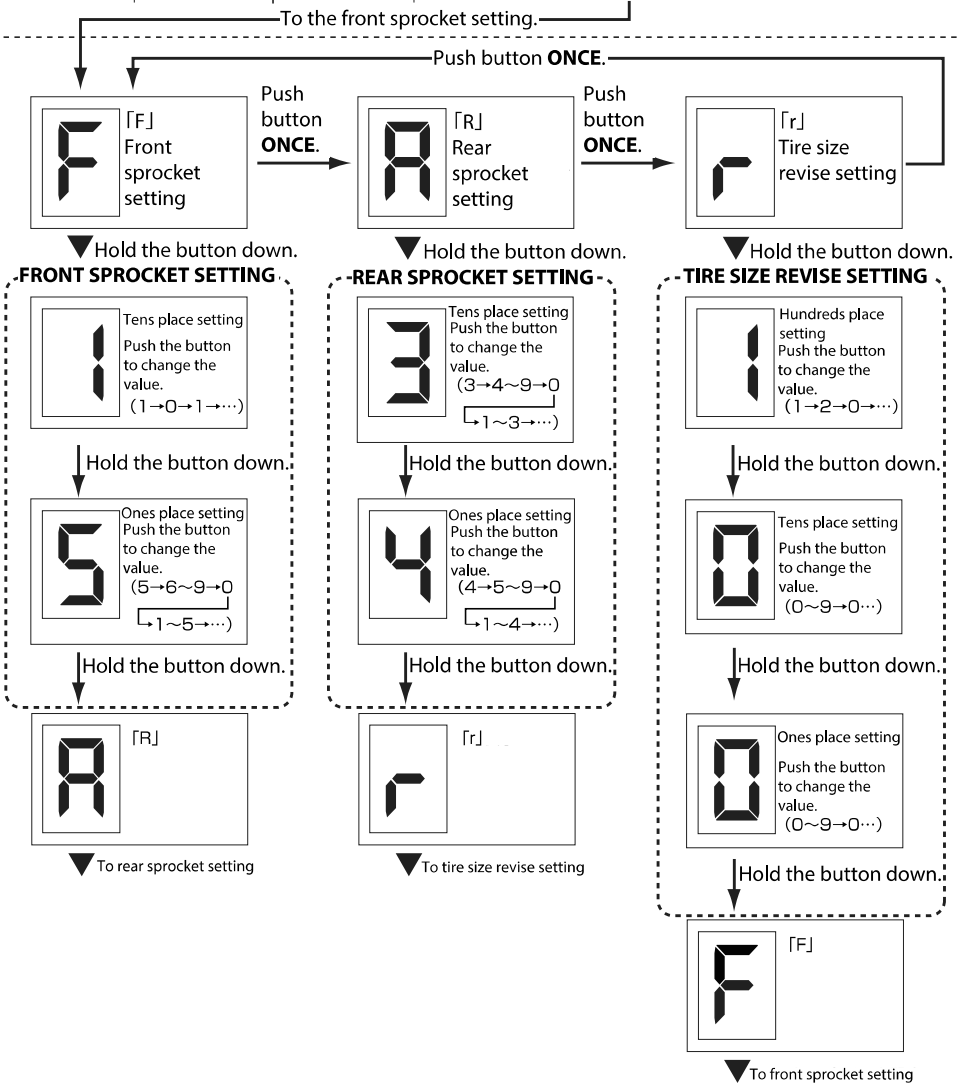 To the front sprocket setting.
Push button ONCE.
F
「F」
Front
sprocket
setting
Push
button
ONCE.
R
「R」
Rear
sprocket
setting
Push
button
ONCE.
r
「r」
Tire size
revise setting
Hold the button down.
Hold the button down.
Hold the button down.
FRONT SPROCKET SETTING
1
Tens place setting
Push the button
to change the
value.
(1→0→1→…)
Hold the button down.
5
Ones place setting
Push the button
to change the
value.
(5→6～9→0
→1～5→…)
Hold the button down.
R
「R」
To rear sprocket setting
REAR SPROCKET SETTING
3
Tens place setting
Push the button
to change the
value.
(3→4～9→0
→1～3→…)
Hold the button down.
4
Ones place setting
Push the button
to change the
value.
(4→5～9→0
→1～4→…)
Hold the button down.
r
「r」
To tire size revise setting
TIRE SIZE REVISE SETTING
1
Hundreds place
setting
Push the button
to change the
value.
(1→2→0→…)
Hold the button down.
0
Tens place setting
Push the button
to change the
value.
(0～9→0…)
Hold the button down.
0
Ones place setting
Push the button
to change the
value.
(0～9→0…)
Hold the button down.
F
「F」
To front sprocket setting